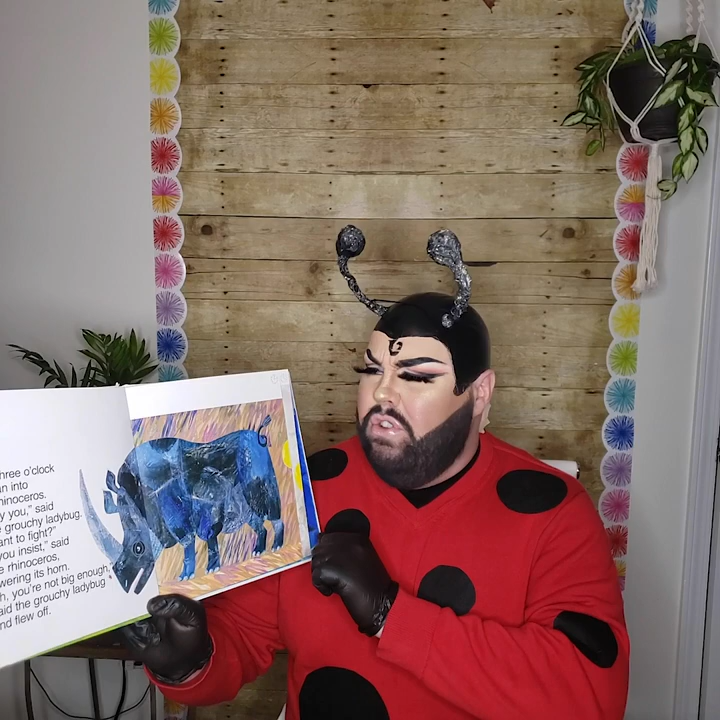 hree o'clock
an into
hinoceros.
y you," said
e grouchy ladybug.
ant to fight?"
you insist," said
e rhinoceros,
wering its horn.
h, you're not big enough,"
aid the grouchy ladybug
nd flew off.